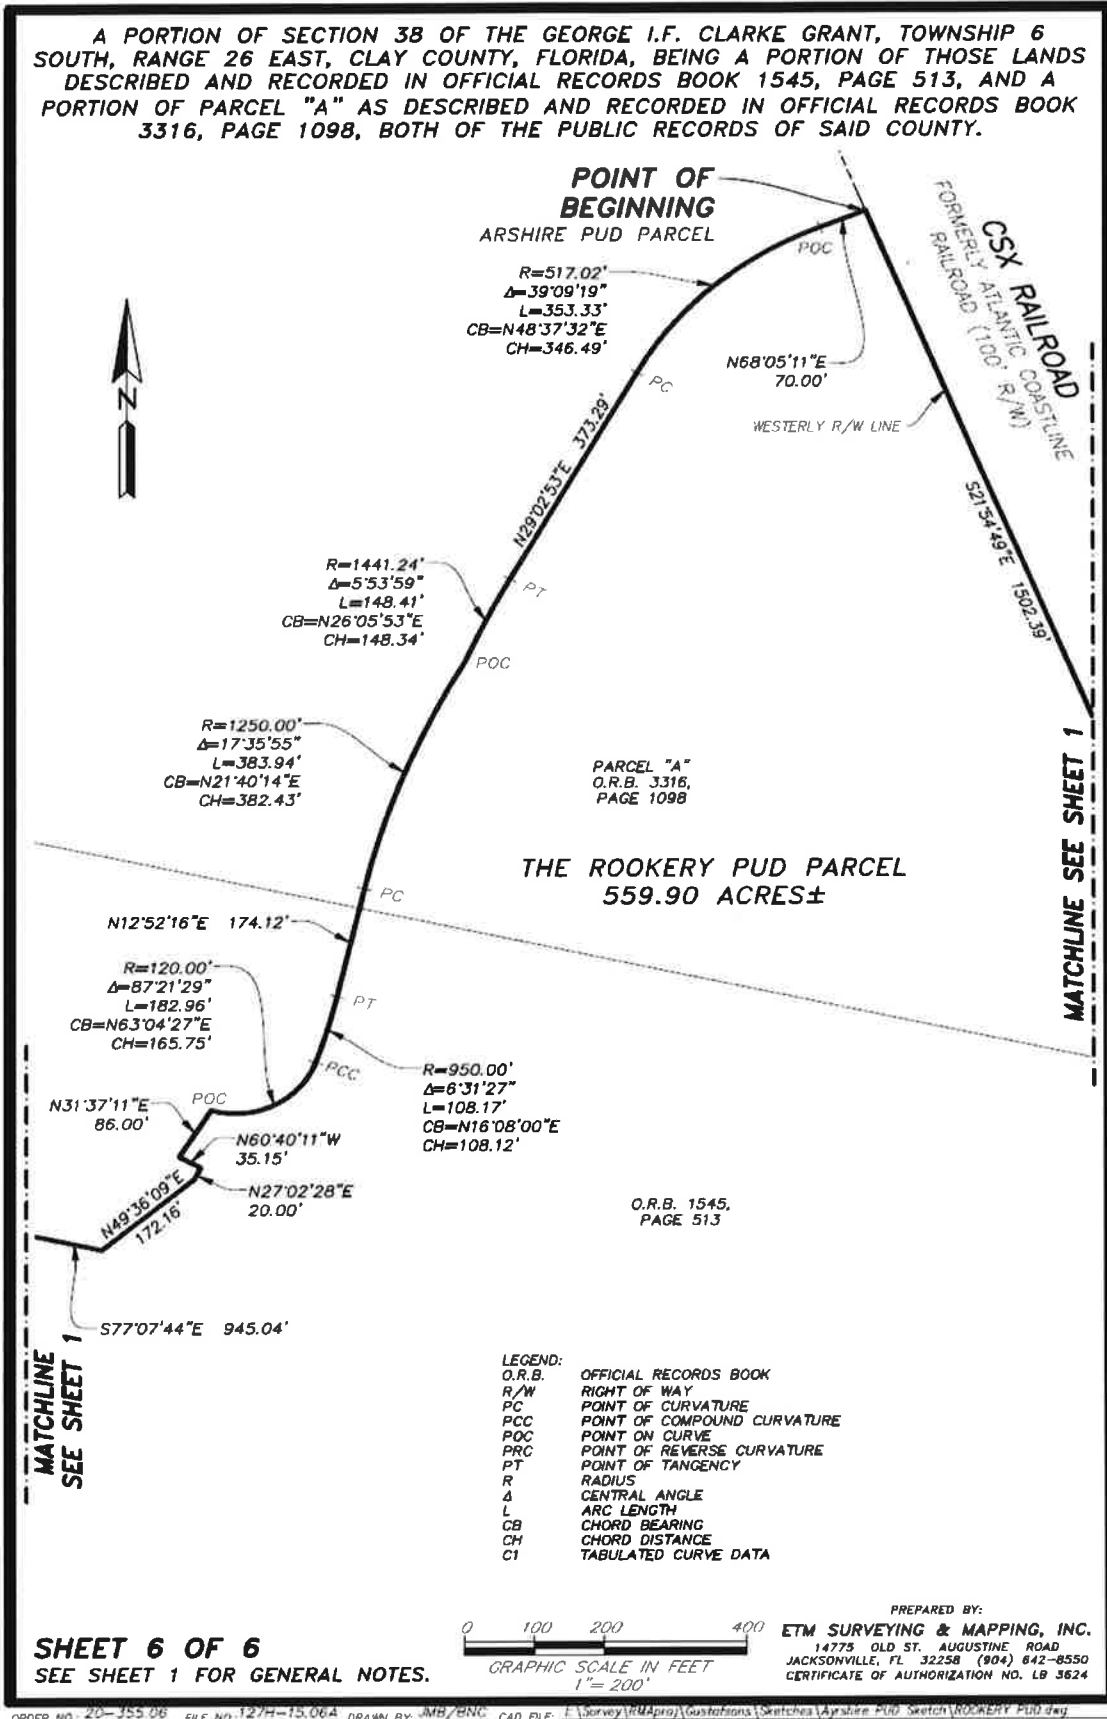 A PORTION OF SECTION 38 OF THE GEORGE I.F. CLARKE GRANT, TOWNSHIP 6
SOUTH, RANGE 26 EAST, CLAY COUNTY, FLORIDA, BEING A PORTION OF THOSE LANDS
DESCRIBED AND RECORDED IN OFFICIAL RECORDS BOOK 1545, PAGE 513, AND A
PORTION OF PARCEL "A" AS DESCRIBED AND RECORDED IN OFFICIAL RECORDS BOOK
3316, PAGE 1098, BOTH OF THE PUBLIC RECORDS OF SAID COUNTY.
POINT OF
BEGINNING
ARSHIRE PUD PARCEL
POC
CSX RAILROAD
FORMERLY ATLANTIC COASTLINE
RAILROAD (100' R/W)
R=517.02'
Δ=39°09'19"
L=353.33'
CB=N48°37'32"E
CH=346.49'
N68°05'11"E
70.00'
PC
WESTERLY R/W LINE
N
N29°02'53"E 373.29'
S21°54'49"E 1502.39'
R=1441.24'
Δ=5°53'59"
L=148.41'
CB=N26°05'53"E
CH=148.34'
PT
POC
R=1250.00'
Δ=17°35'55"
L=383.94'
CB=N21°40'14"E
CH=382.43'
PARCEL "A"
O.R.B. 3316,
PAGE 1098
MATCHLINE SEE SHEET 1
THE ROOKERY PUD PARCEL
559.90 ACRES±
PC
N12°52'16"E 174.12'
R=120.00'
Δ=87°21'29"
L=182.96'
CB=N63°04'27"E
CH=165.75'
PT
PCC
R=950.00'
Δ=6°31'27"
L=108.17'
CB=N16°08'00"E
CH=108.12'
POC
N31°37'11"E
86.00'
N60°40'11"W
35.15'
N27°02'28"E
20.00'
N49°36'09"E
172.16'
O.R.B. 1545,
PAGE 513
S77°07'44"E 945.04'
MATCHLINE
SEE SHEET 1
LEGEND:
O.R.B. OFFICIAL RECORDS BOOK
R/W RIGHT OF WAY
PC POINT OF CURVATURE
PCC POINT OF COMPOUND CURVATURE
POC POINT ON CURVE
PRC POINT OF REVERSE CURVATURE
PT POINT OF TANGENCY
R RADIUS
Δ CENTRAL ANGLE
L ARC LENGTH
CB CHORD BEARING
CH CHORD DISTANCE
C1 TABULATED CURVE DATA
SHEET 6 OF 6
SEE SHEET 1 FOR GENERAL NOTES.
0 100 200 400
GRAPHIC SCALE IN FEET
1"= 200'
PREPARED BY:
ETM SURVEYING & MAPPING, INC.
14775 OLD ST. AUGUSTINE ROAD
JACKSONVILLE, FL 32258 (904) 642-8550
CERTIFICATE OF AUTHORIZATION NO. LB 3624
ORDER NO.: 20-355.06 FILE NO.: 127H-15.06A DRAWN BY: JMB/BNC CAD FILE: I:\Survey\RMApro\Gustafsons\Sketches\Ayrshire PUD Sketch\ROOKERY PUD.dwg